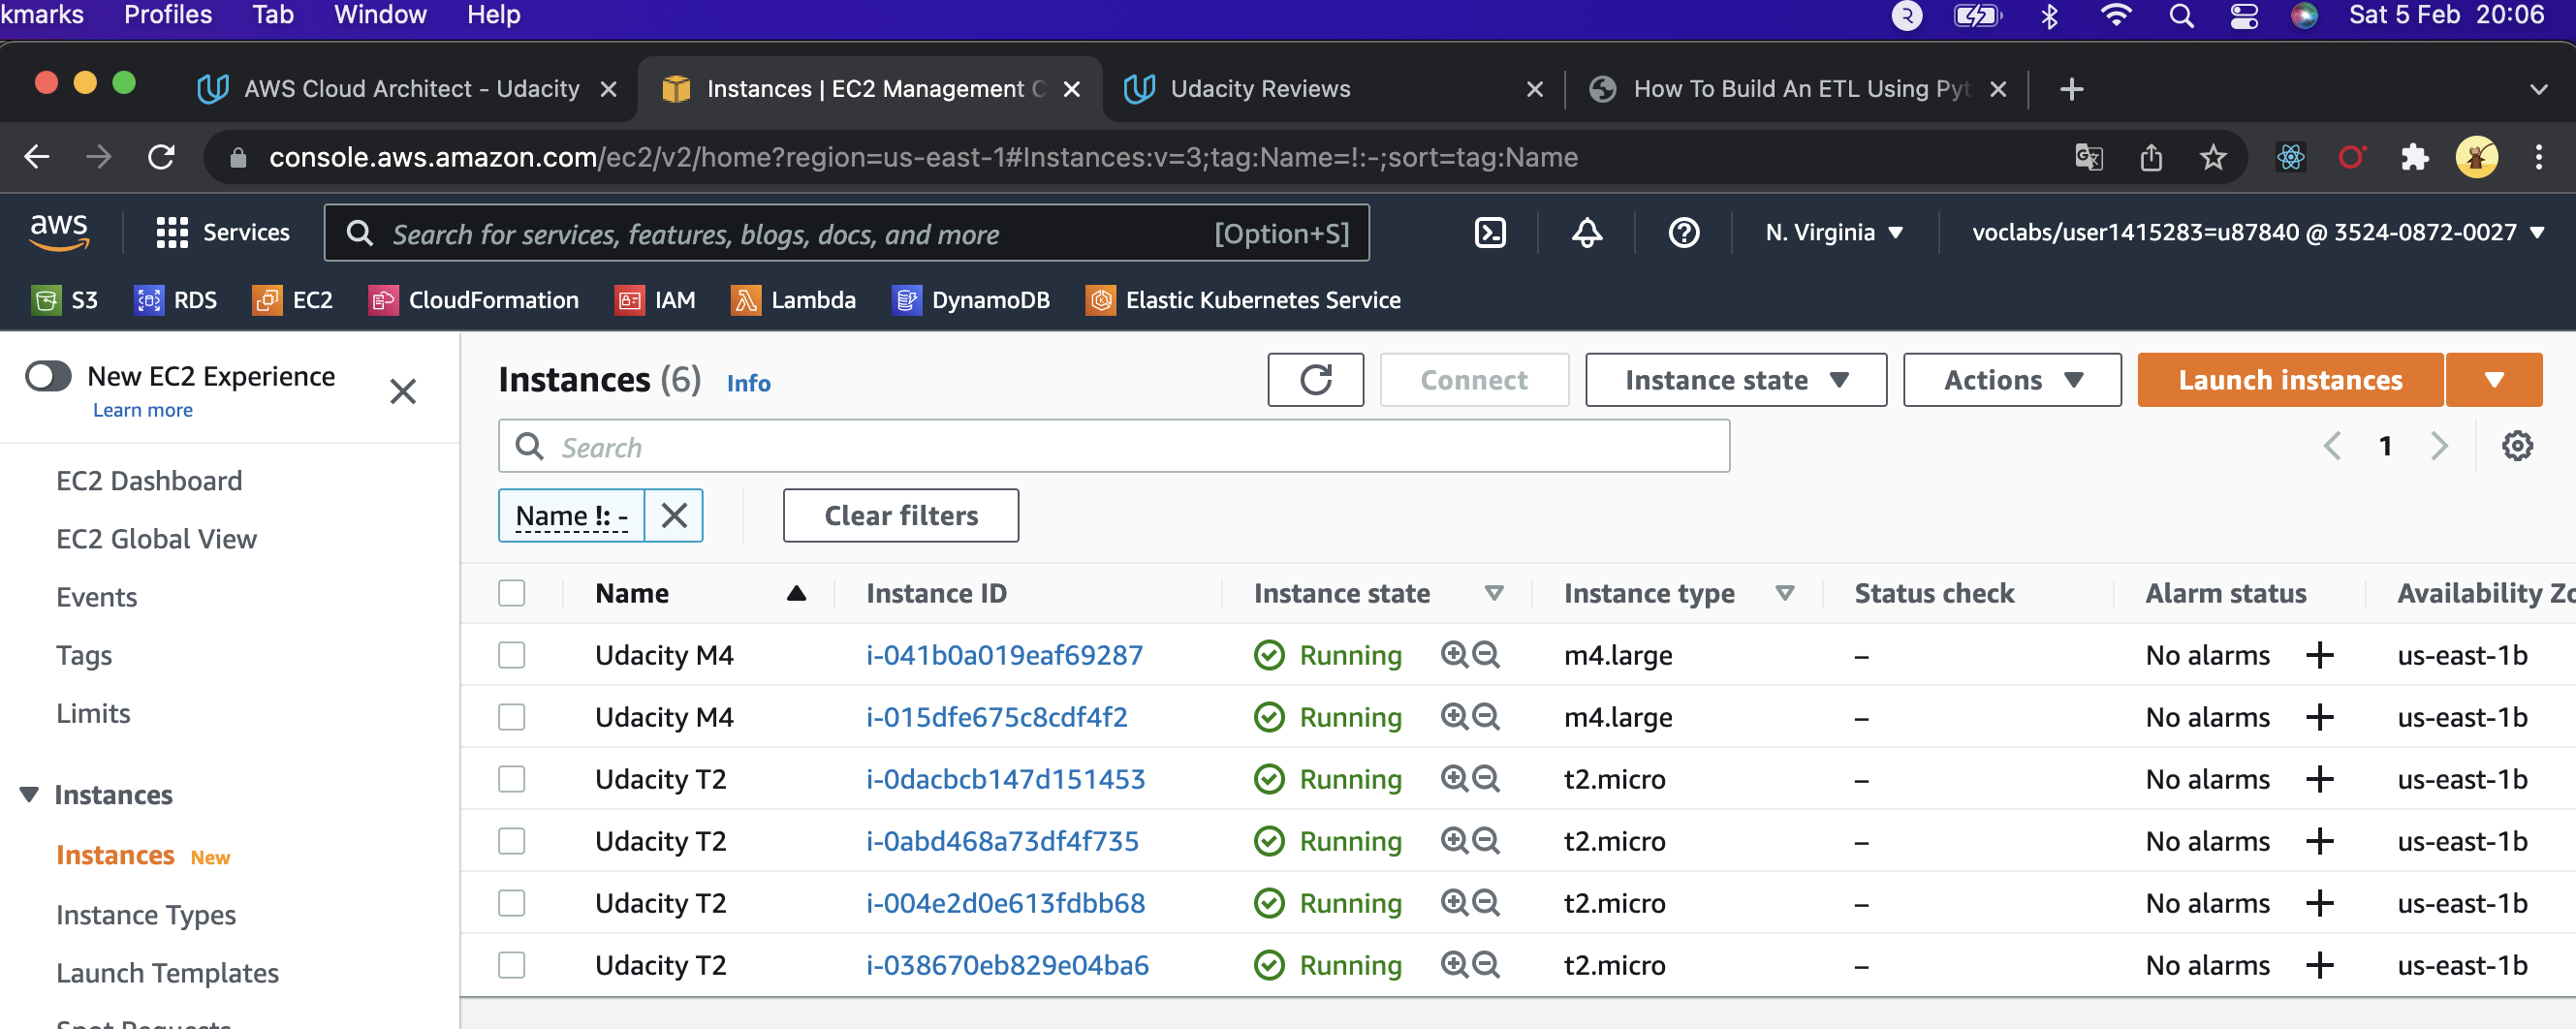 kmarks Profiles Tab Window Help Sat 5 Feb 20:06
AWS Cloud Architect - Udacity Instances | EC2 Management C Udacity Reviews How To Build An ETL Using Pyt
console.aws.amazon.com/ec2/v2/home?region=us-east-1#Instances:v=3;tag:Name=!:-;sort=tag:Name
aws Services Search for services, features, blogs, docs, and more [Option+S] N. Virginia voclabs/user1415283=u87840 @ 3524-0872-0027
S3 RDS EC2 CloudFormation IAM Lambda DynamoDB Elastic Kubernetes Service
New EC2 Experience
Learn more
EC2 Dashboard
EC2 Global View
Events
Tags
Limits
Instances
Instances New
Instance Types
Launch Templates
Spot Requests
Instances (6) Info Connect Instance state Actions Launch instances
Search 1
Name !: - Clear filters
Name Instance ID Instance state Instance type Status check Alarm status Availability Zo
Udacity M4 i-041b0a019eaf69287 Running m4.large – No alarms + us-east-1b
Udacity M4 i-015dfe675c8cdf4f2 Running m4.large – No alarms + us-east-1b
Udacity T2 i-0dacbcb147d151453 Running t2.micro – No alarms + us-east-1b
Udacity T2 i-0abd468a73df4f735 Running t2.micro – No alarms + us-east-1b
Udacity T2 i-004e2d0e613fdbb68 Running t2.micro – No alarms + us-east-1b
Udacity T2 i-038670eb829e04ba6 Running t2.micro – No alarms + us-east-1b